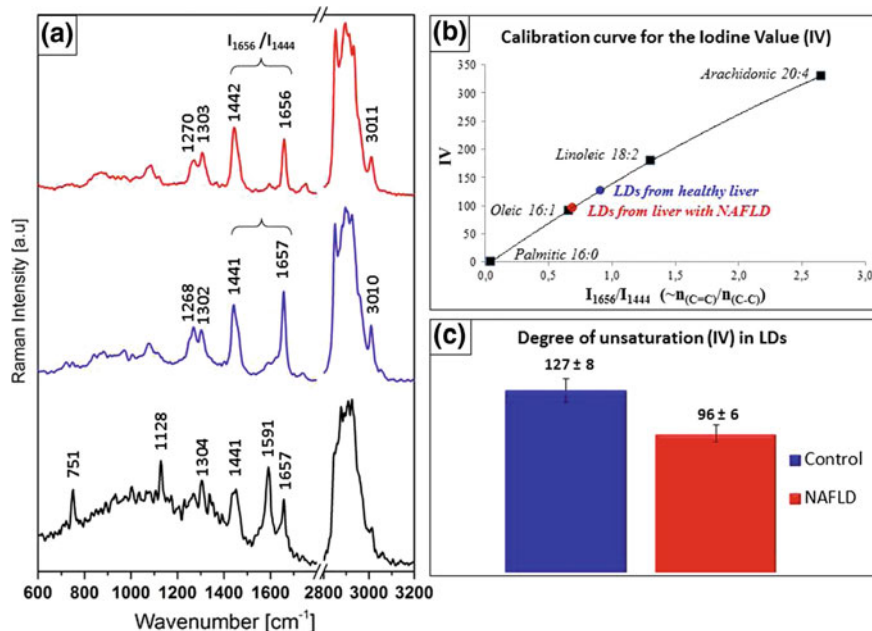 (a)
I1656/I1444
1270
1303
1442
1656
3011
1268
1302
1441
1657
3010
751
1128
1304
1441
1591
1657
Raman Intensity [a.u]
600 800 1000 1200 1400 1600 2800 3000 3200
Wavenumber [cm-1]
(b)
Calibration curve for the Iodine Value (IV)
IV
350
300
250
200
150
100
50
0
Arachidonic 20:4
Linoleic 18:2
LDs from healthy liver
Oleic 16:1
LDs from liver with NAFLD
Palmitic 16:0
0,0 0,5 1,0 1,5 2,0 2,5 3,0
I1656/I1444 (~n(C=C)/n(C-C))
(c)
Degree of unsaturation (IV) in LDs
127 ± 8
96 ± 6
Control
NAFLD